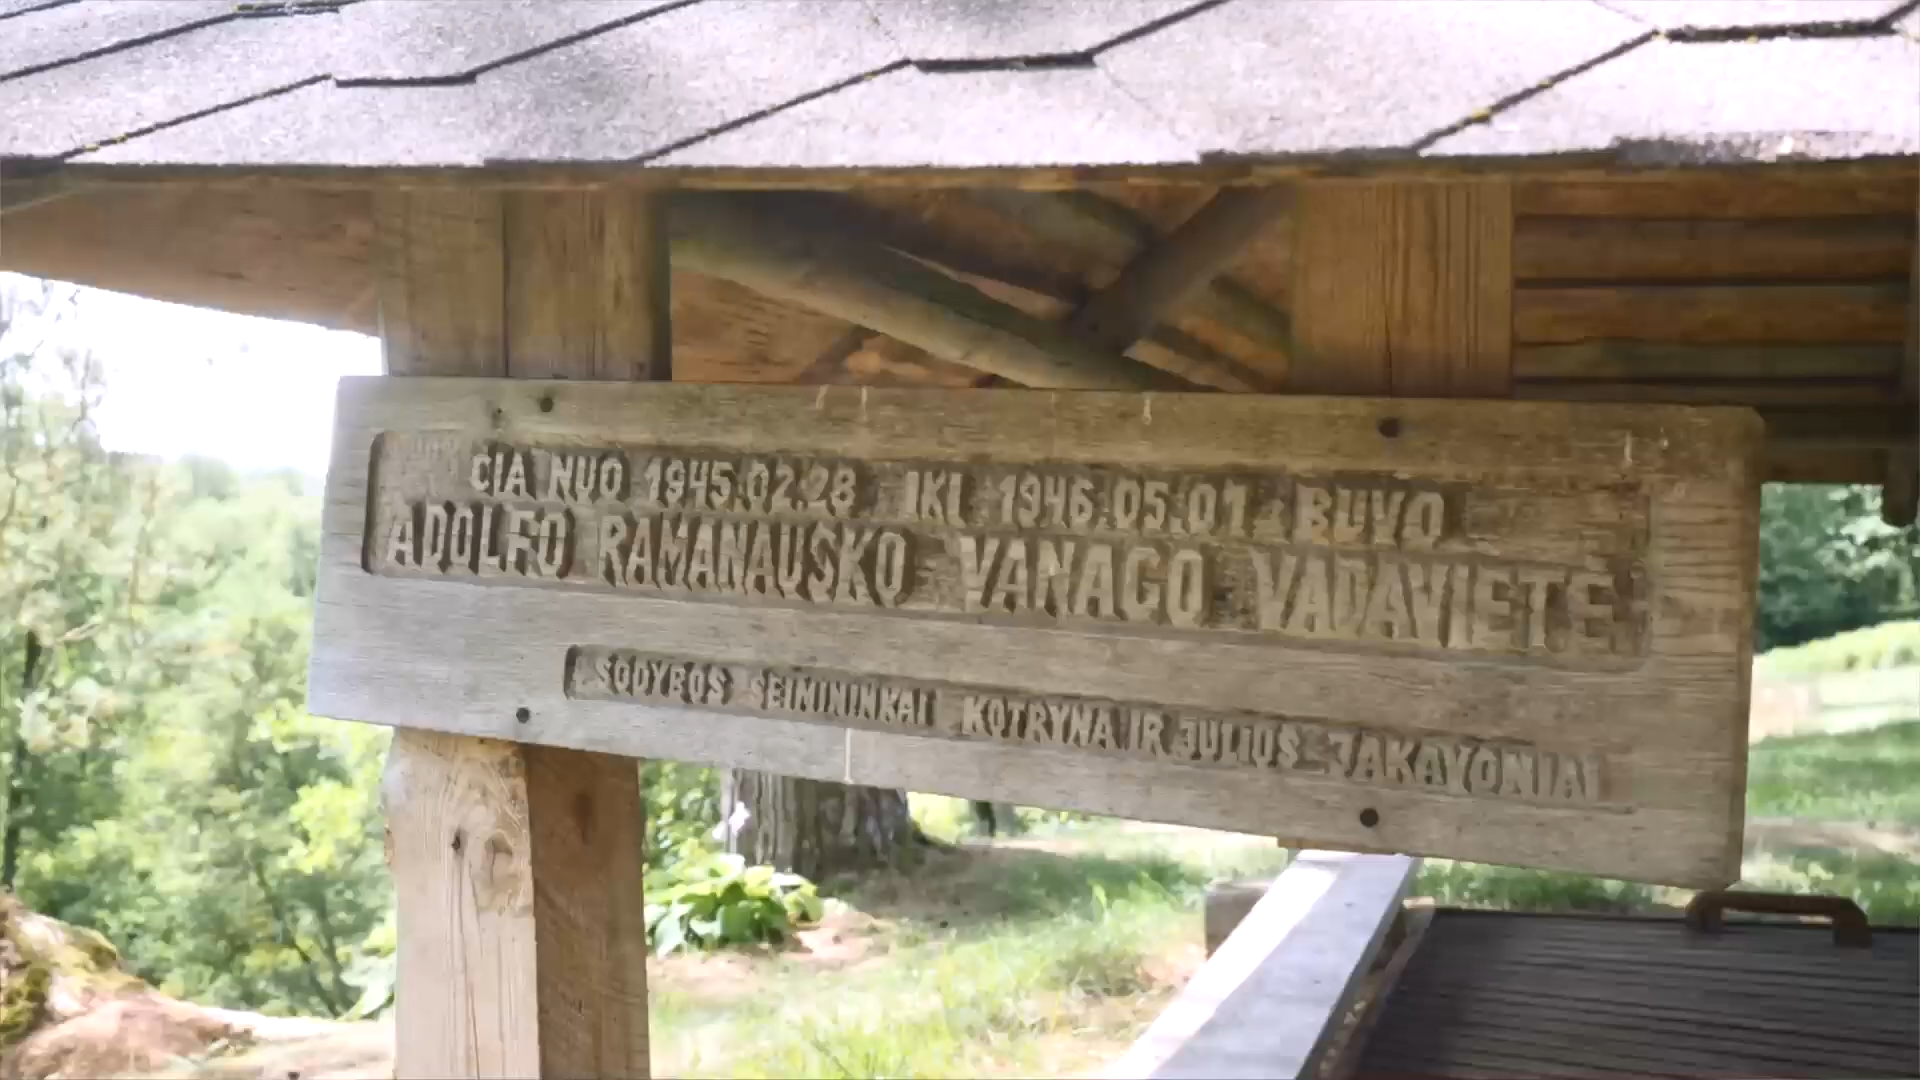 ČIA NUO 1945.02.28 IKI 1946.05.01 BUVO
ADOLFO RAMANAUSKO VANAGO VADAVIETĖ
SODYBOS ŠEIMININKAI KOTRYNA IR JULIUS JAKAVONIAI